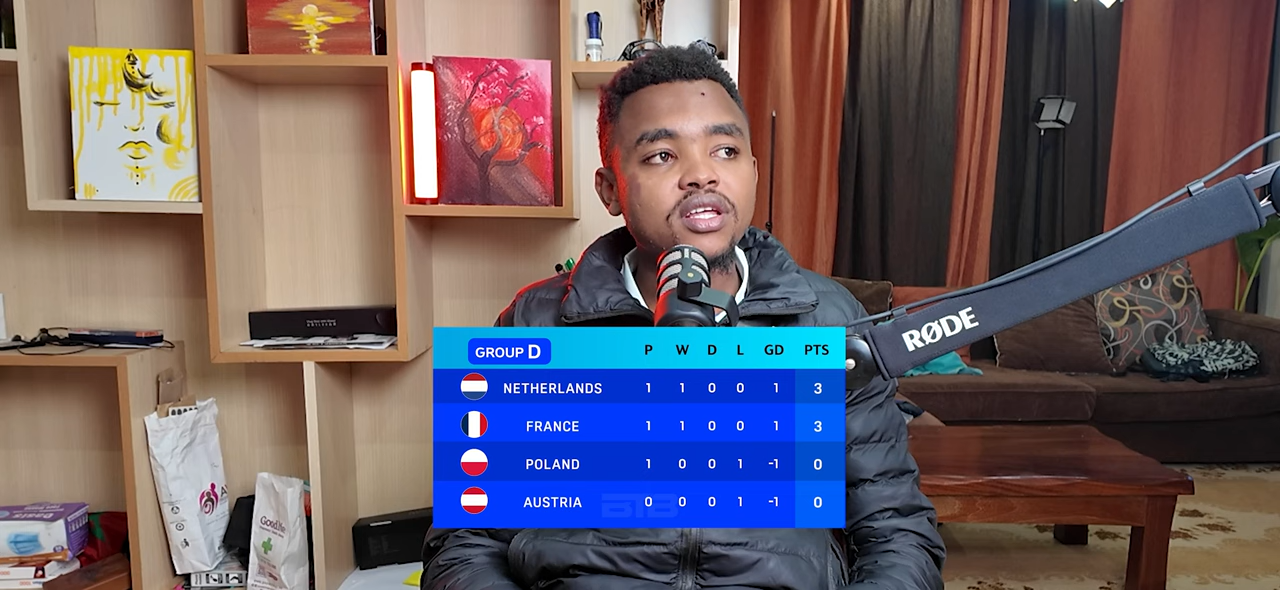 GROUP D P W D L GD PTS
NETHERLANDS 1 1 0 0 1 3
FRANCE 1 1 0 0 1 3
POLAND 1 0 0 1 -1 0
AUSTRIA 0 0 0 1 -1 0
BTB
RØDE